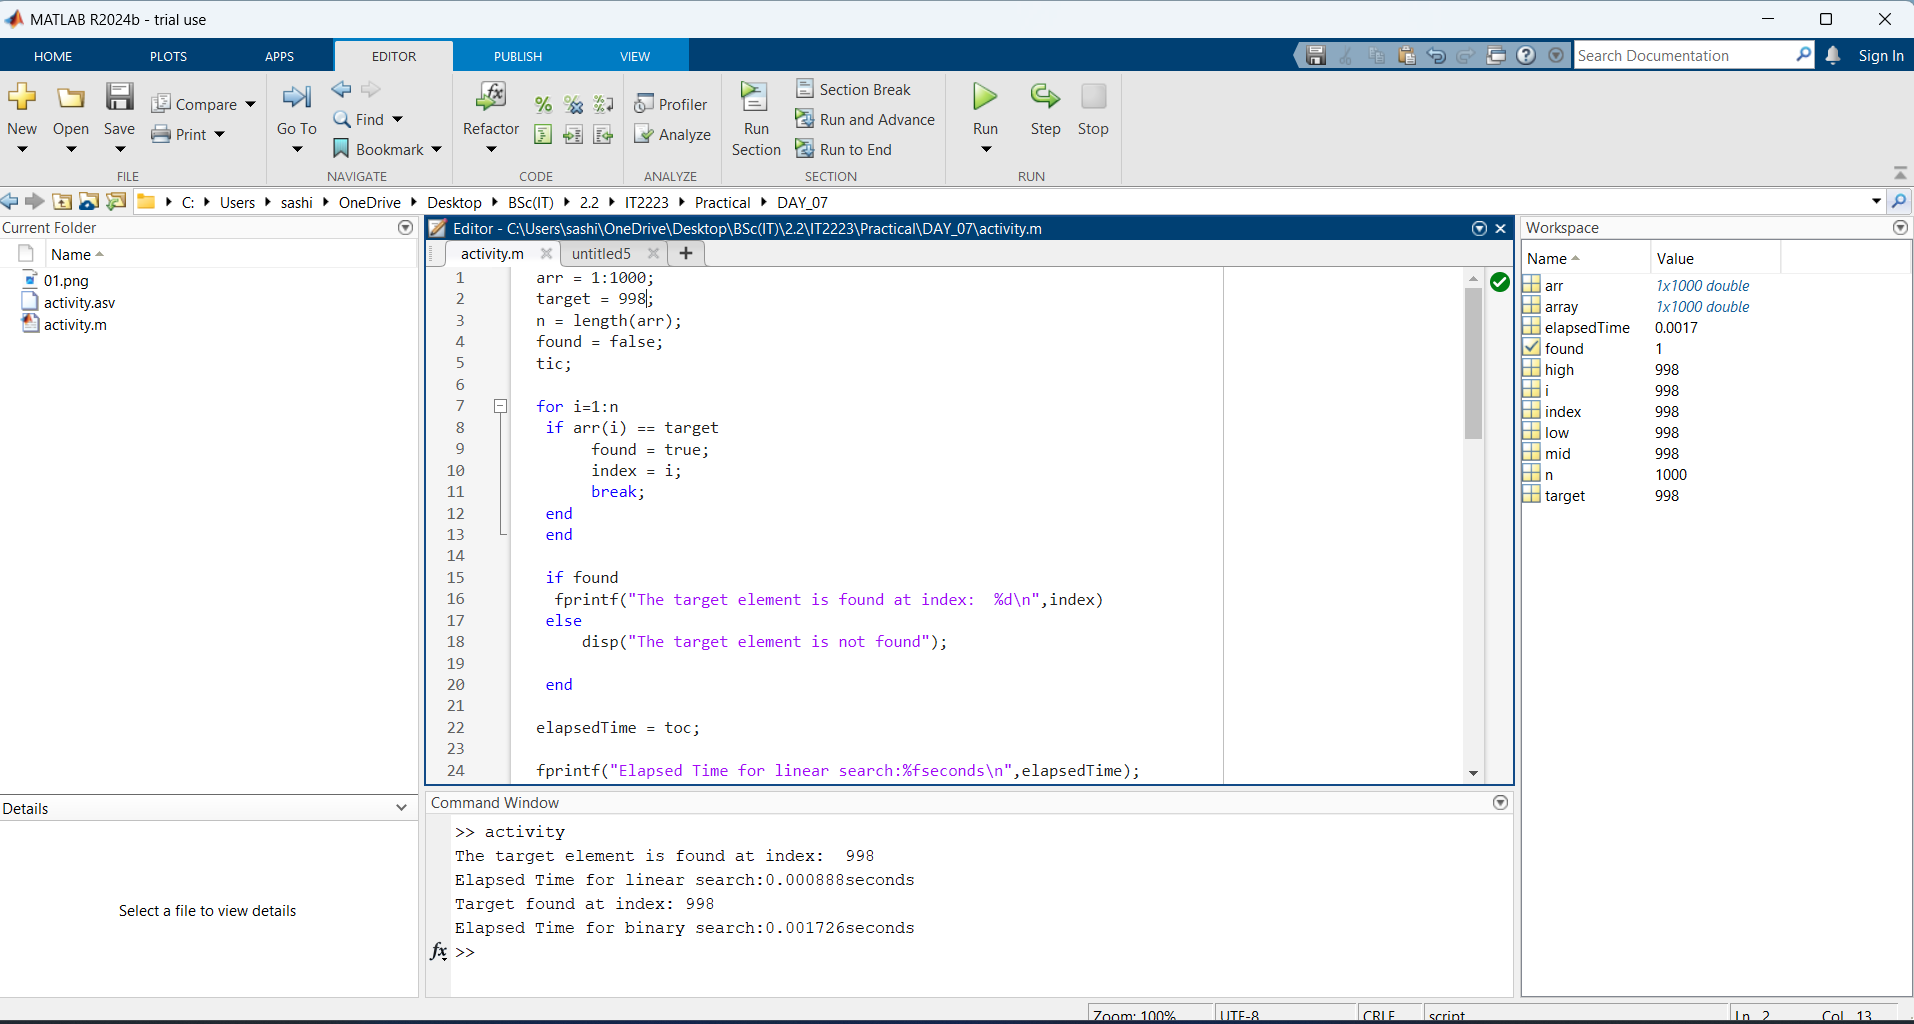 MATLAB R2024b - trial use
HOME PLOTS APPS EDITOR PUBLISH VIEW
Search Documentation
Sign In
New
Open
Save
Compare
Print
FILE
Go To
Find
Bookmark
NAVIGATE
Refactor
CODE
Profiler
Analyze
ANALYZE
Run Section
Section Break
Run and Advance
Run to End
SECTION
Run
Step
Stop
RUN
C: Users sashi OneDrive Desktop BSc(IT) 2.2 IT2223 Practical DAY_07
Current Folder
Name
01.png
activity.asv
activity.m
Details
Select a file to view details
Editor - C:\Users\sashi\OneDrive\Desktop\BSc(IT)\2.2\IT2223\Practical\DAY_07\activity.m
activity.m untitled5
1 arr = 1:1000;
2 target = 998;
3 n = length(arr);
4 found = false;
5 tic;
6
7 for i=1:n
8 if arr(i) == target
9 found = true;
10 index = i;
11 break;
12 end
13 end
14
15 if found
16 fprintf("The target element is found at index:  %d\n",index)
17 else
18 disp("The target element is not found");
19
20 end
21
22 elapsedTime = toc;
23
24 fprintf("Elapsed Time for linear search:%fseconds\n",elapsedTime);
Command Window
>> activity
The target element is found at index:  998
Elapsed Time for linear search:0.000888seconds
Target found at index: 998
Elapsed Time for binary search:0.001726seconds
fx >>
Workspace
Name Value
arr 1x1000 double
array 1x1000 double
elapsedTime 0.0017
found 1
high 998
i 998
index 998
low 998
mid 998
n 1000
target 998
Zoom: 100% UTF-8 CRLF script Ln 2 Col 13